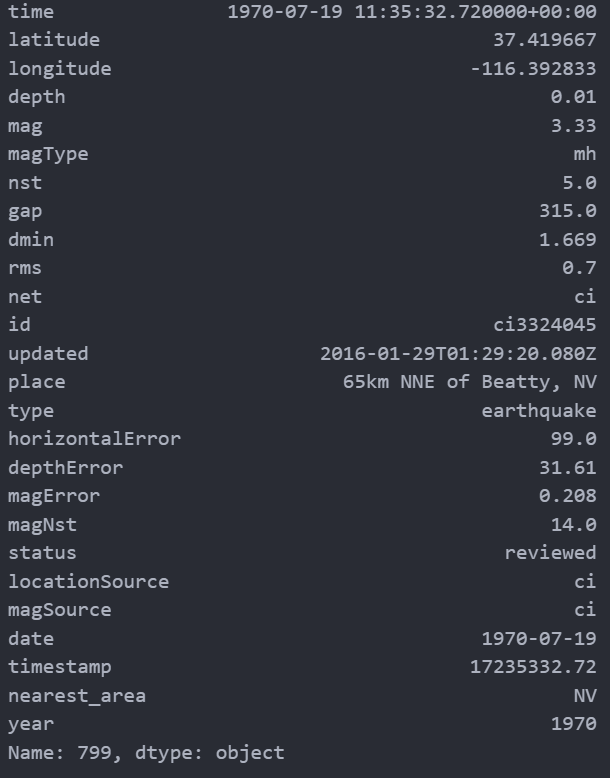 time 1970-07-19 11:35:32.720000+00:00
latitude 37.419667
longitude -116.392833
depth 0.01
mag 3.33
magType mh
nst 5.0
gap 315.0
dmin 1.669
rms 0.7
net ci
id ci3324045
updated 2016-01-29T01:29:20.080Z
place 65km NNE of Beatty, NV
type earthquake
horizontalError 99.0
depthError 31.61
magError 0.208
magNst 14.0
status reviewed
locationSource ci
magSource ci
date 1970-07-19
timestamp 17235332.72
nearest_area NV
year 1970
Name: 799, dtype: object